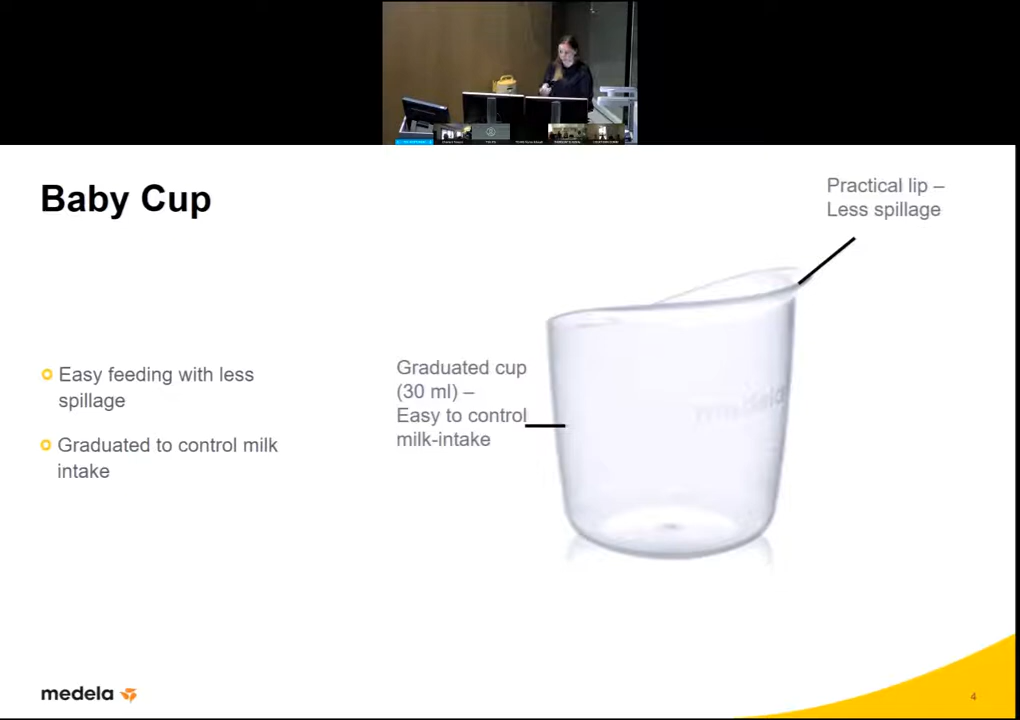 Baby Cup
Practical lip –
Less spillage
Easy feeding with less
spillage
Graduated to control milk
intake
Graduated cup
(30 ml) –
Easy to control
milk-intake
medela
medela
4